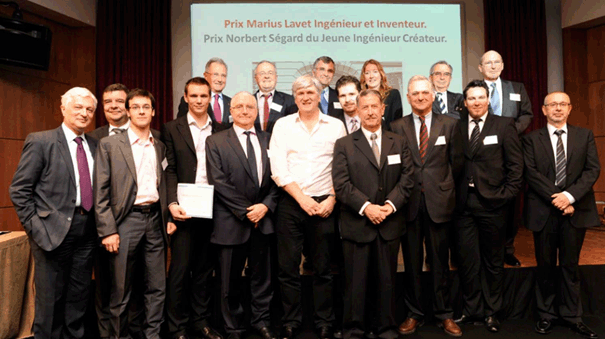 Prix Marius Lavet Ingénieur et Inventeur.
Prix Norbert Ségard du Jeune Ingénieur Créateur.